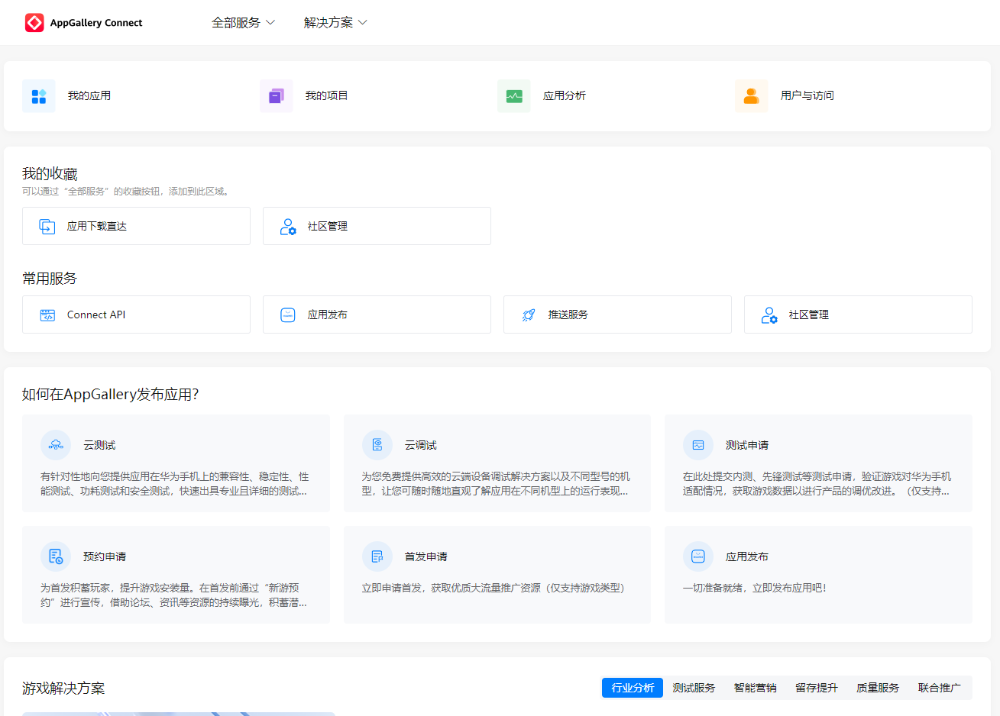 AppGallery Connect
全部服务
解决方案
我的应用
我的项目
应用分析
用户与访问
我的收藏
可以通过“全部服务”的收藏按钮，添加到此区域。
应用下载直达
社区管理
常用服务
Connect API
应用发布
推送服务
社区管理
如何在AppGallery发布应用？
云测试
有针对性地向您提供应用在华为手机上的兼容性、稳定性、性
能测试、功耗测试和安全测试，快速出具专业且详细的测试...
云调试
为您免费提供高效的云端设备调试解决方案以及不同型号的机
型，让您可随时随地直观了解应用在不同机型上的运行表现...
测试申请
在此处提交内测、先锋测试等测试申请，验证游戏对华为手机
适配情况，获取游戏数据以进行产品的调优改进。（仅支持...
预约申请
为首发积蓄玩家，提升游戏安装量。在首发前通过“新游预
约”进行宣传，借助论坛、资讯等资源的持续曝光，积蓄潜...
首发申请
立即申请首发，获取优质大流量推广资源（仅支持游戏类型）
应用发布
一切准备就绪，立即发布应用吧！
游戏解决方案
行业分析
测试服务
智能营销
留存提升
质量服务
联合推广